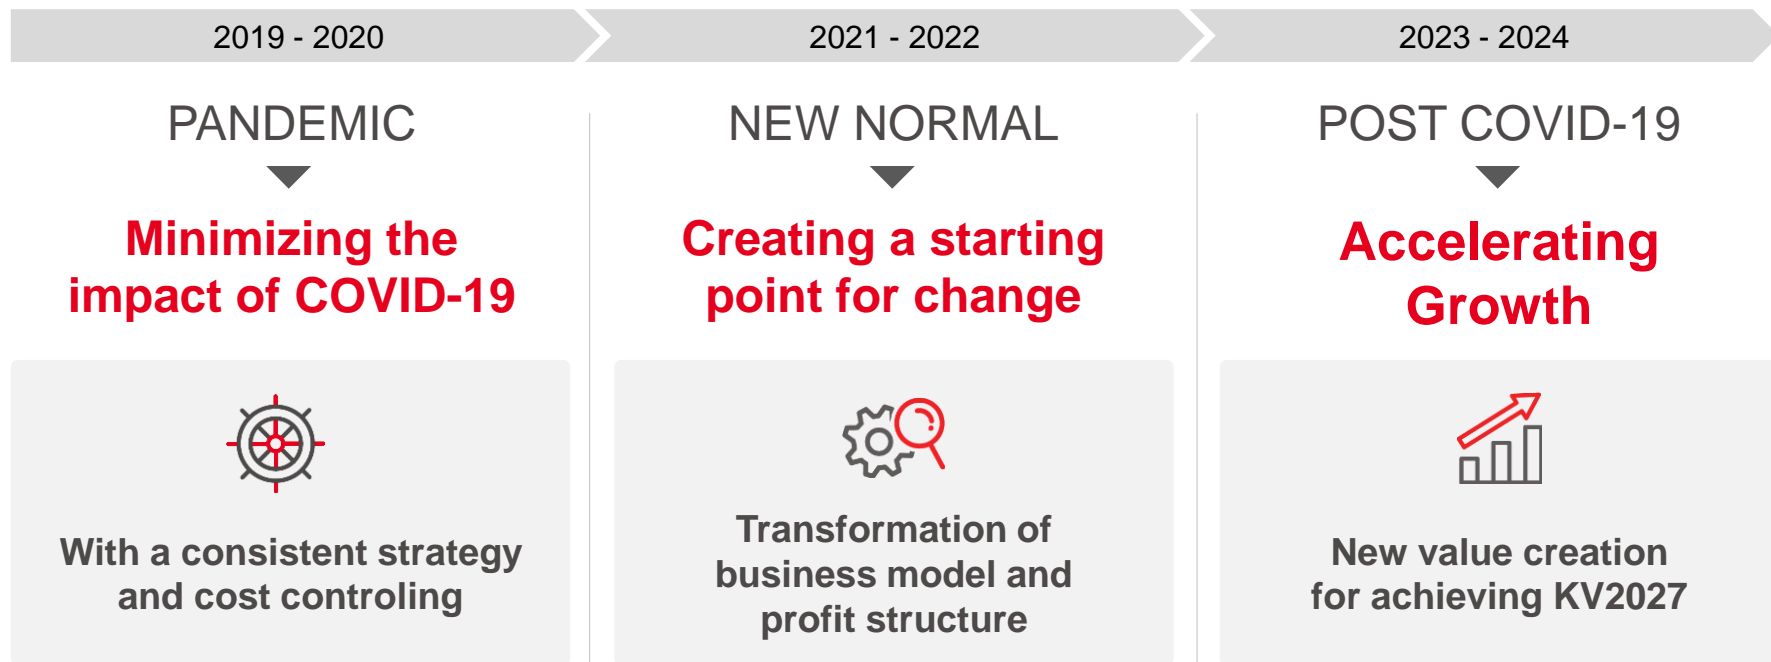 2019 - 2020
2021 - 2022
2023 - 2024
PANDEMIC
Minimizing the
impact of COVID-19
With a consistent strategy
and cost controling
NEW NORMAL
Creating a starting
point for change
Transformation of
business model and
profit structure
POST COVID-19
Accelerating
Growth
New value creation
for achieving KV2027